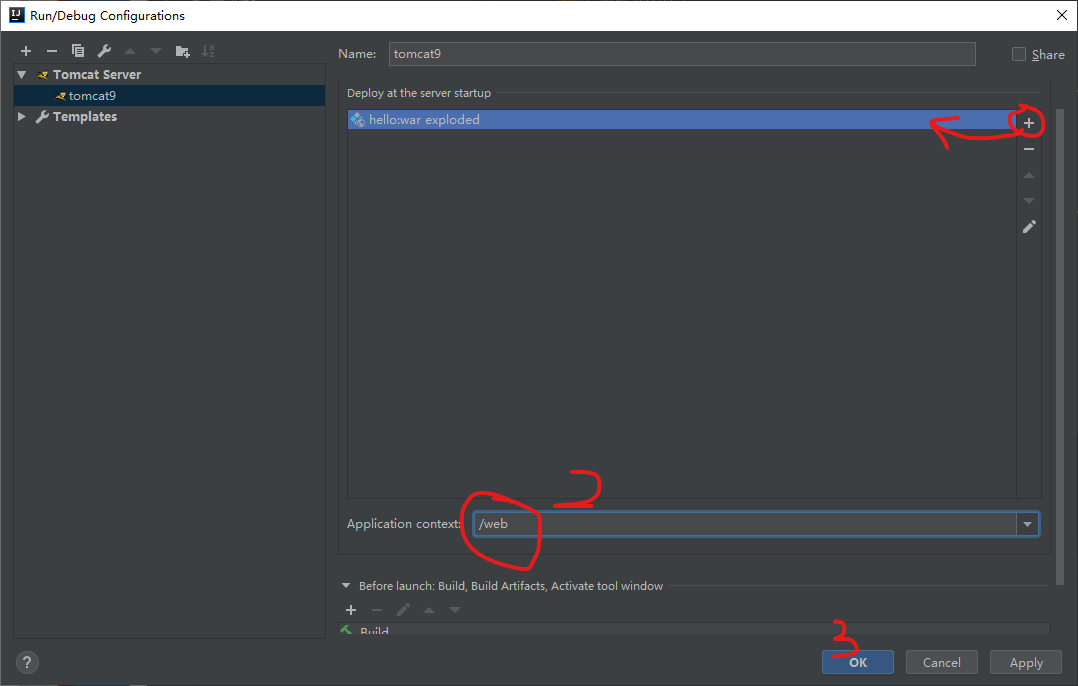 Run/Debug Configurations
Name: tomcat9
Share
Tomcat Server
tomcat9
Templates
Deploy at the server startup
hello:war exploded
2
Application context: /web
Before launch: Build, Build Artifacts, Activate tool window
Build
3
OK
Cancel
Apply